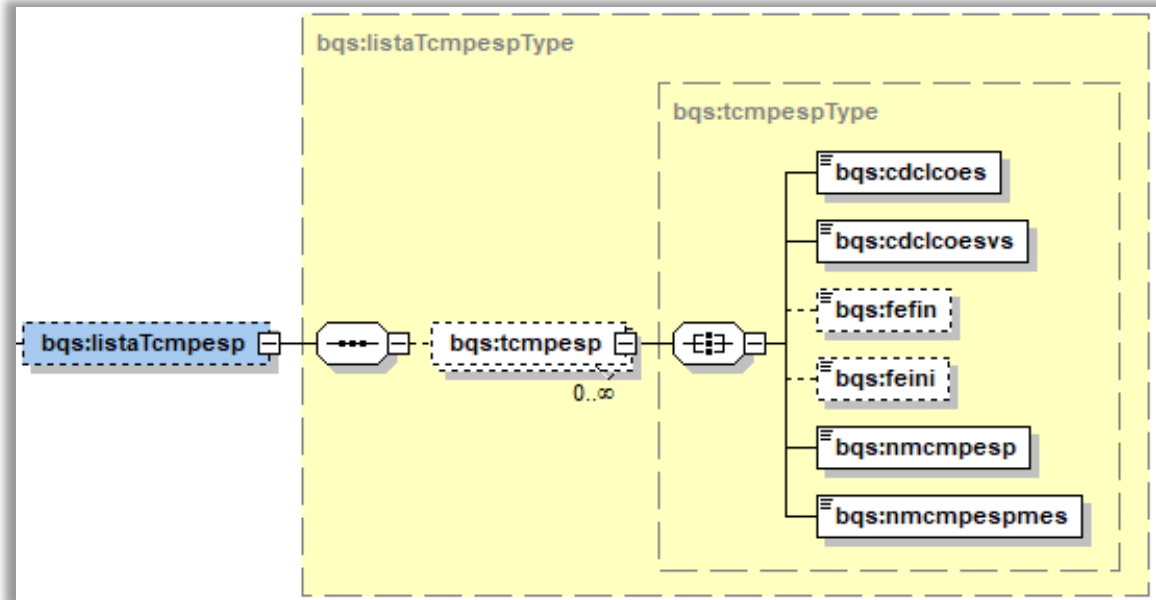 bqs:listaTcmpespType
bqs:tcmpespType
bqs:cdclcoes
bqs:cdclcoesvs
bqs:fefin
bqs:listaTcmpesp
bqs:tcmpesp
0..∞
bqs:feini
bqs:nmcmpesp
bqs:nmcmpespmes